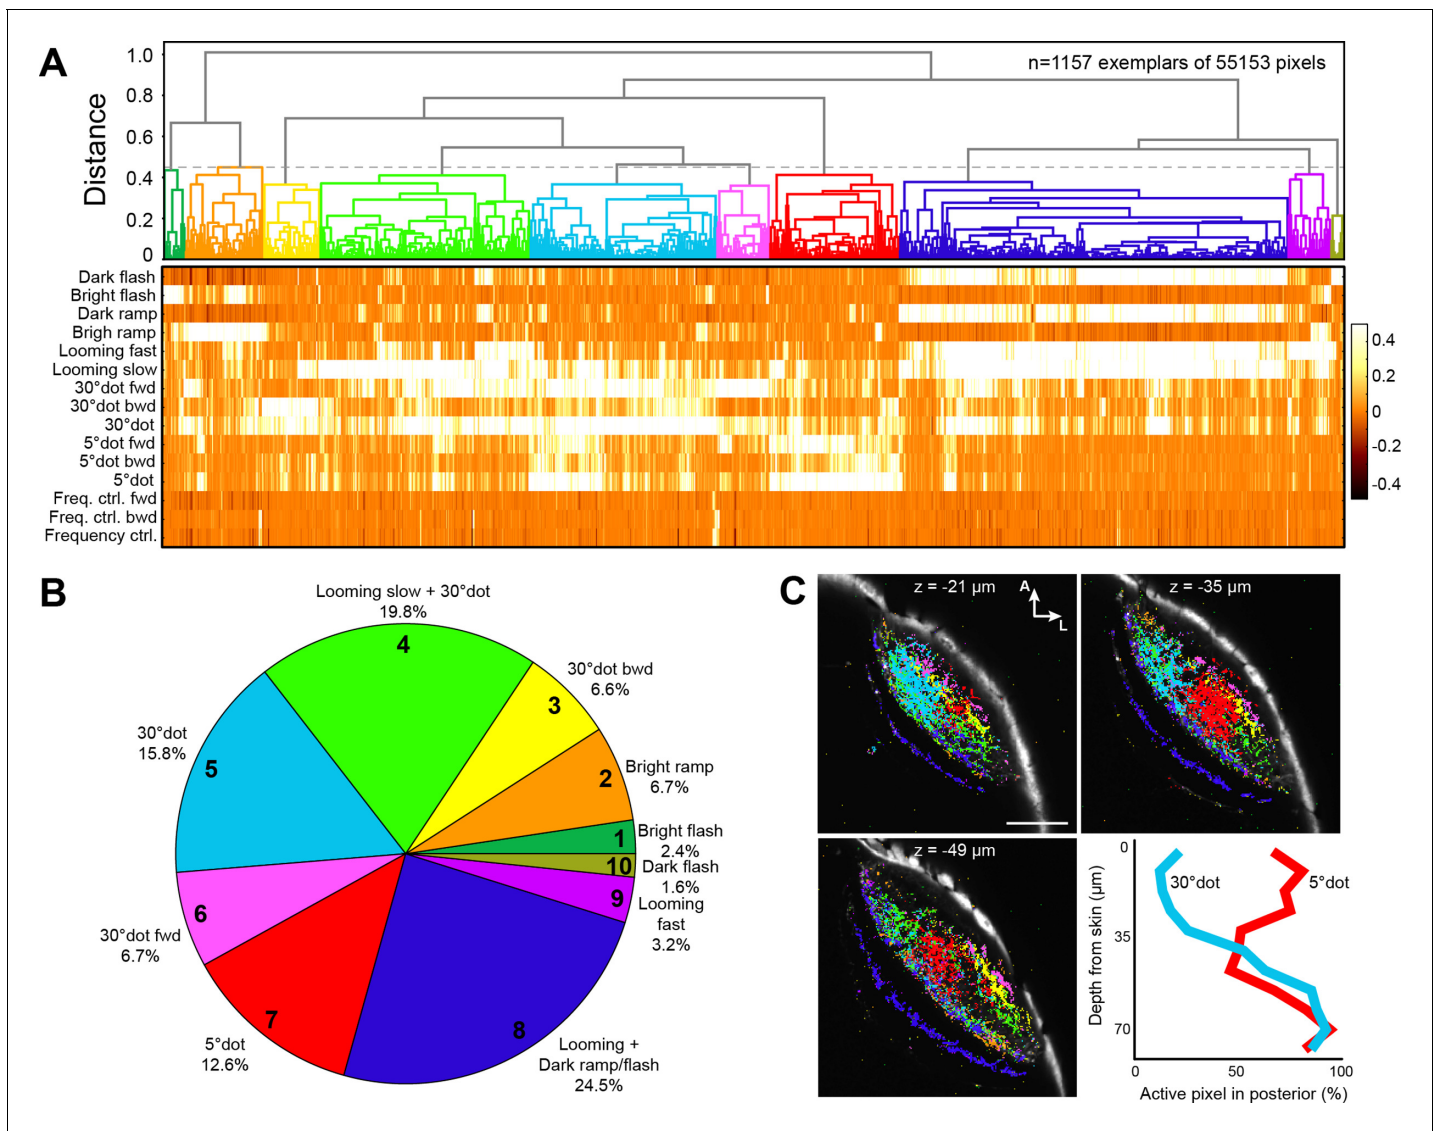 A
n=1157 exemplars of 55153 pixels
Distance
1.0
0.8
0.6
0.4
0.2
0
Dark flash
Bright flash
Dark ramp
Brigh ramp
Looming fast
Looming slow
30°dot fwd
30°dot bwd
30°dot
5°dot fwd
5°dot bwd
5°dot
Freq. ctrl. fwd
Freq. ctrl. bwd
Frequency ctrl.
0.4
0.2
0
-0.2
-0.4
B
Looming slow + 30°dot
19.8%
4
30°dot bwd
6.6%
3
Bright ramp
6.7%
2
Bright flash
2.4%
1
Dark flash
1.6%
10
Looming
fast
3.2%
9
Looming +
Dark ramp/flash
24.5%
8
5°dot
12.6%
7
30°dot fwd
6.7%
6
30°dot
15.8%
5
C
z = -21 µm
A
L
z = -35 µm
z = -49 µm
Depth from skin (µm)
0
35
70
30°dot
5°dot
0
50
100
Active pixel in posterior (%)